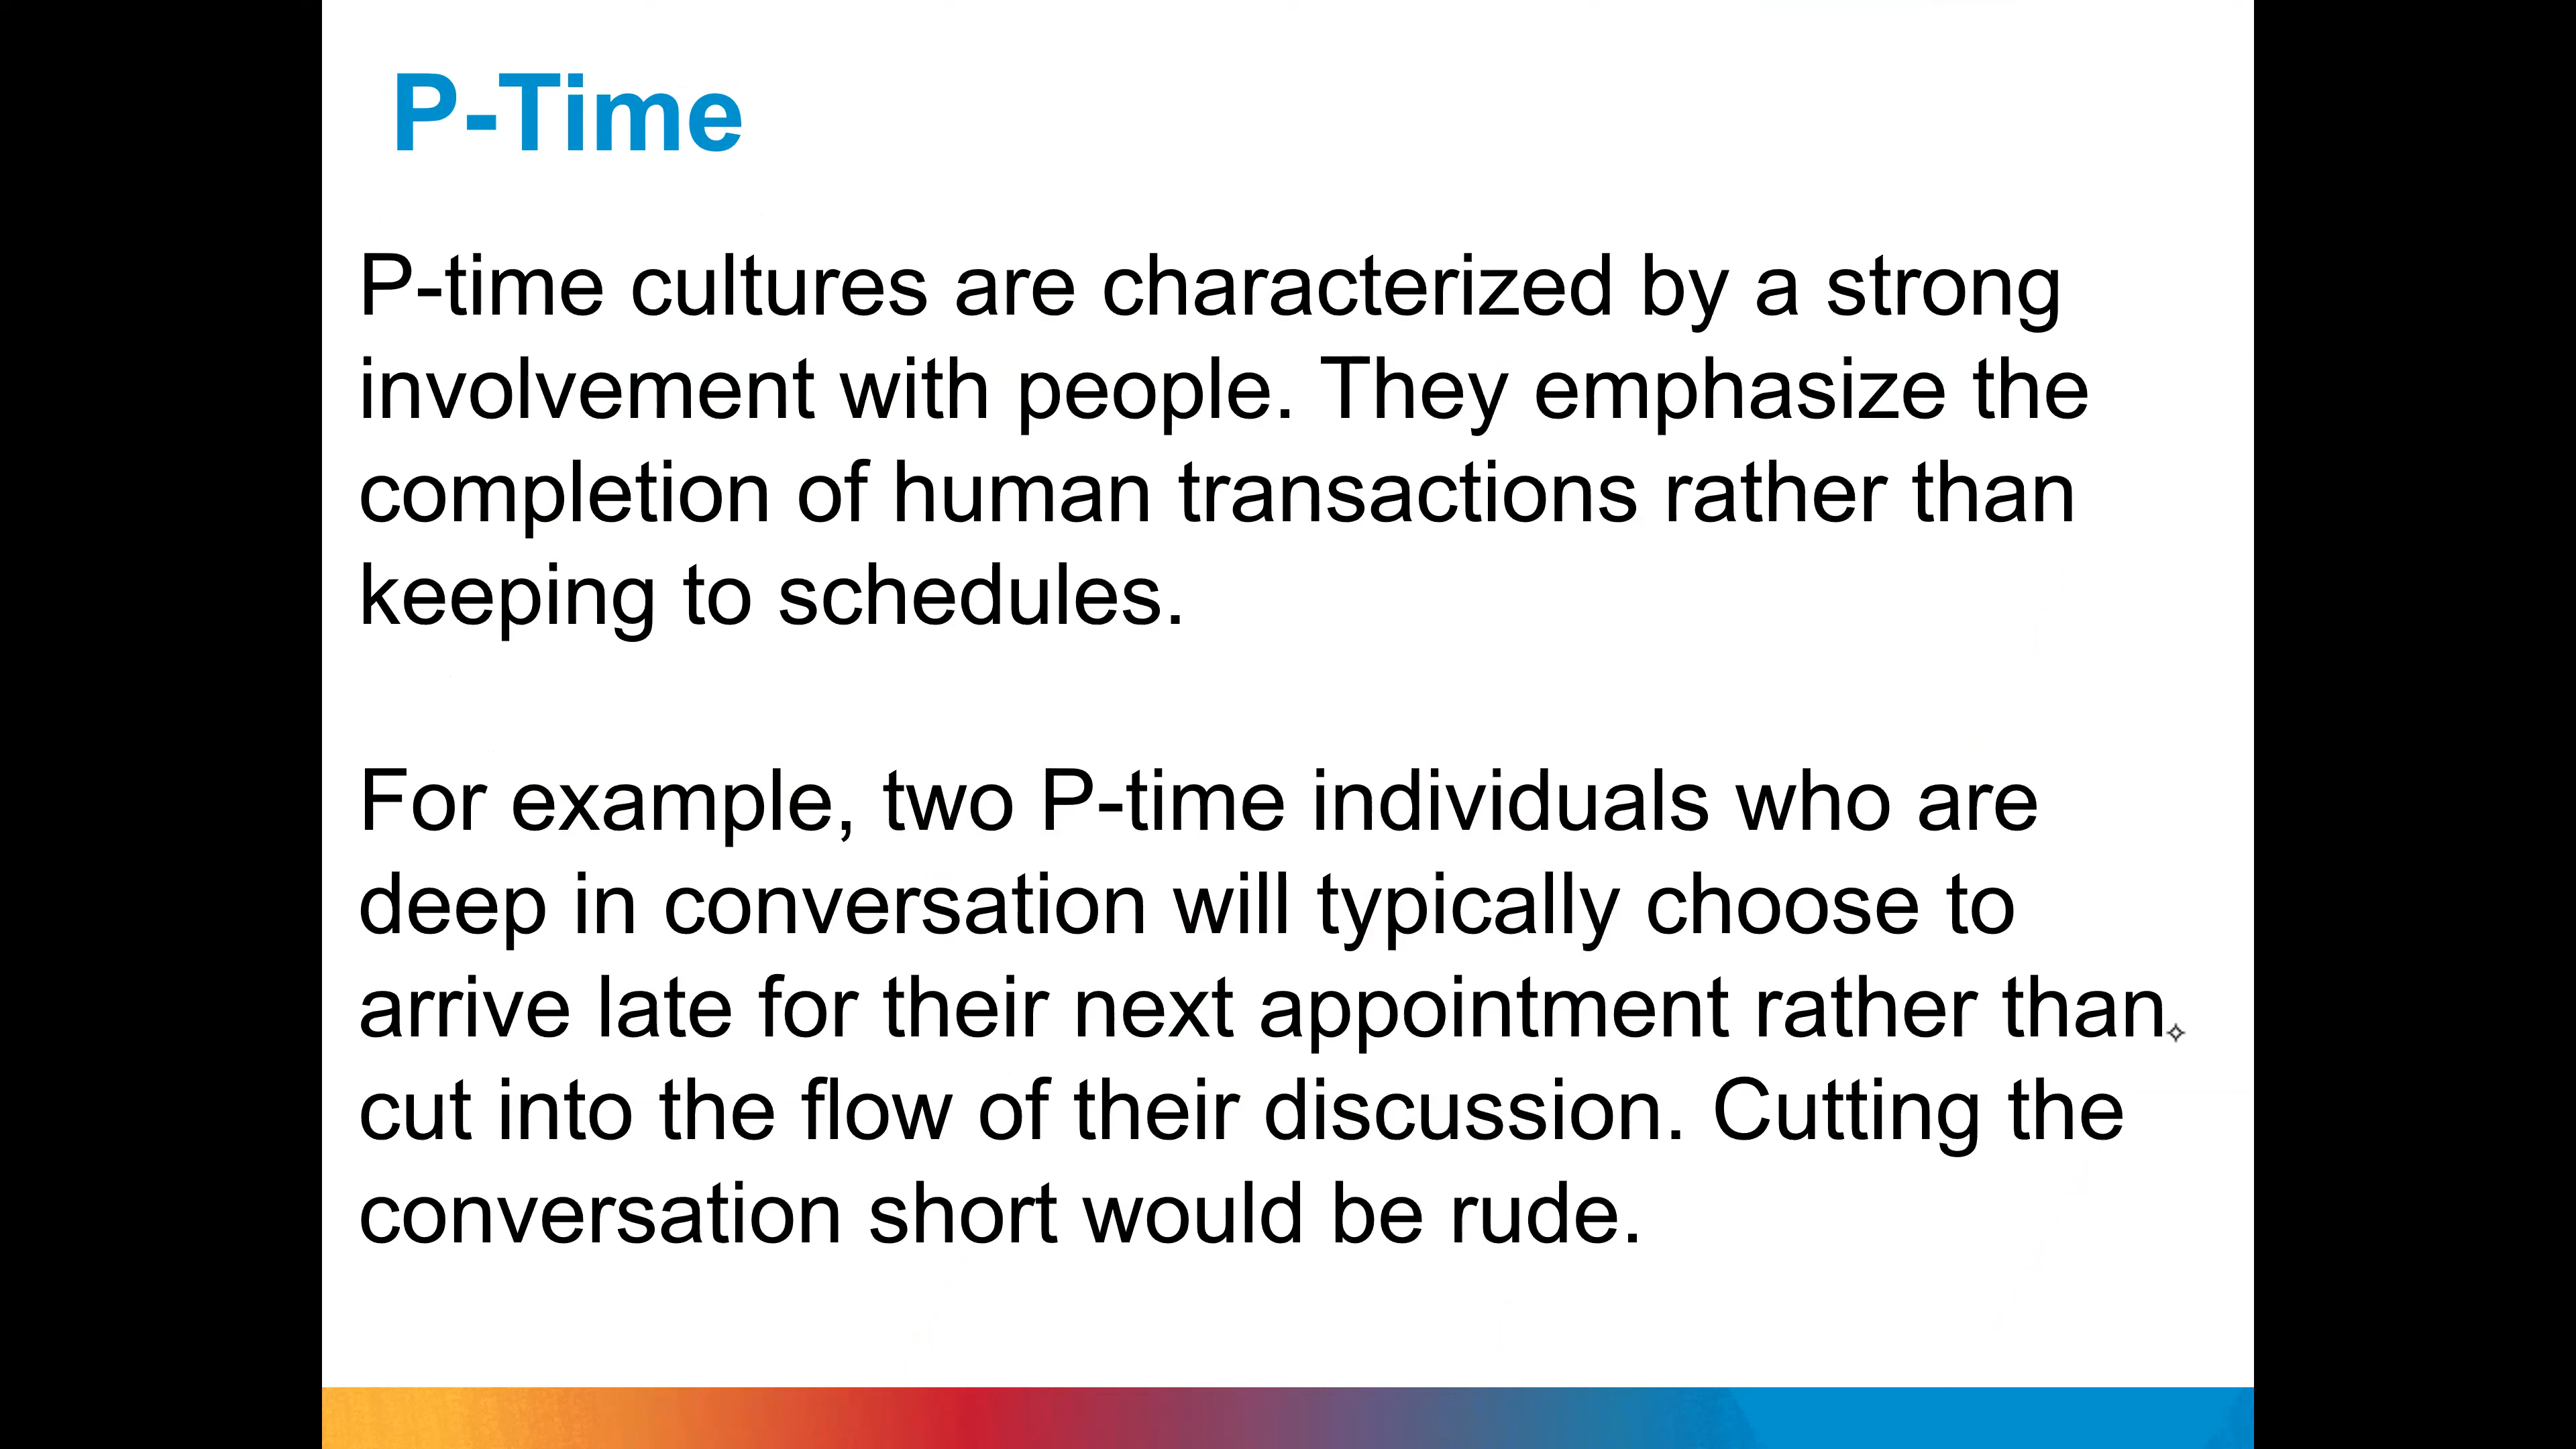 P-Time
P-time cultures are characterized by a strong
involvement with people. They emphasize the
completion of human transactions rather than
keeping to schedules.
For example, two P-time individuals who are
deep in conversation will typically choose to
arrive late for their next appointment rather than
cut into the flow of their discussion. Cutting the
conversation short would be rude.